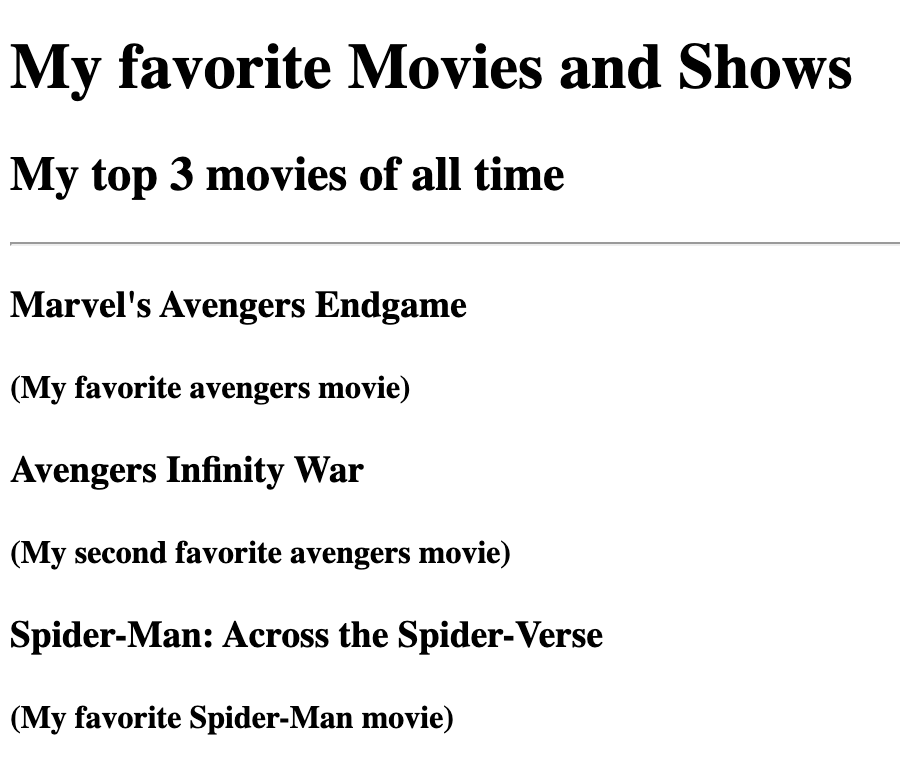 My favorite Movies and Shows
My top 3 movies of all time
Marvel's Avengers Endgame
(My favorite avengers movie)
Avengers Infinity War
(My second favorite avengers movie)
Spider-Man: Across the Spider-Verse
(My favorite Spider-Man movie)